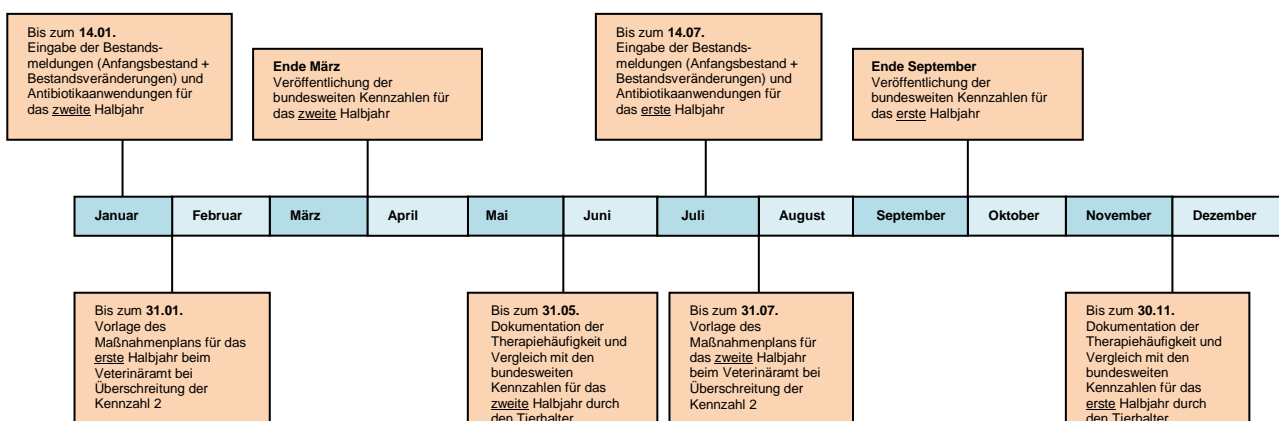 Bis zum 14.01.
Eingabe der Bestands-
meldungen (Anfangsbestand +
Bestandsveränderungen) und
Antibiotikaanwendungen für
das zweite Halbjahr
Ende März
Veröffentlichung der
bundesweiten Kennzahlen für
das zweite Halbjahr
Bis zum 14.07.
Eingabe der Bestands-
meldungen (Anfangsbestand +
Bestandsveränderungen) und
Antibiotikaanwendungen für
das erste Halbjahr
Ende September
Veröffentlichung der
bundesweiten Kennzahlen für
das erste Halbjahr
Januar Februar März April Mai Juni Juli August September Oktober November Dezember
Bis zum 31.01.
Vorlage des
Maßnahmenplans für das
erste Halbjahr beim
Veterinäramt bei
Überschreitung der
Kennzahl 2
Bis zum 31.05.
Dokumentation der
Therapiehäufigkeit und
Vergleich mit den
bundesweiten
Kennzahlen für das
zweite Halbjahr durch
den Tierhalter
Bis zum 31.07.
Vorlage des
Maßnahmenplans für
das zweite Halbjahr
beim Veterinäramt bei
Überschreitung der
Kennzahl 2
Bis zum 30.11.
Dokumentation der
Therapiehäufigkeit und
Vergleich mit den
bundesweiten
Kennzahlen für das
erste Halbjahr durch
den Tierhalter